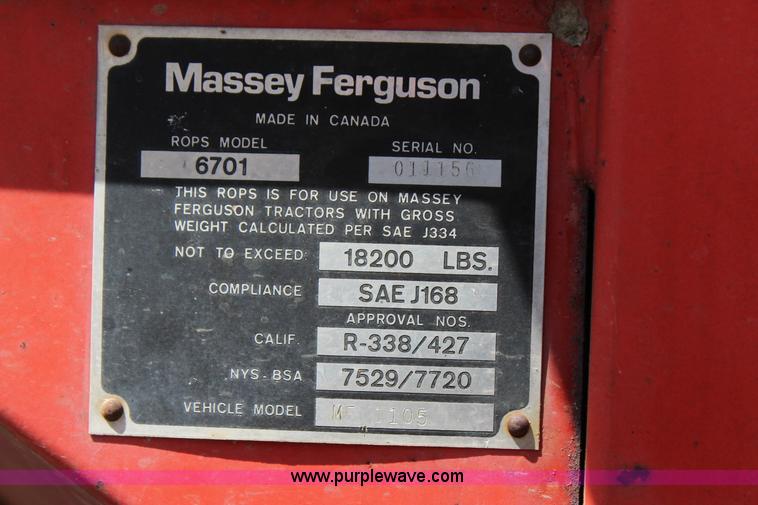 Massey Ferguson
MADE IN CANADA
ROPS MODEL SERIAL NO.
6701 011156
THIS ROPS IS FOR USE ON MASSEY
FERGUSON TRACTORS WITH GROSS
WEIGHT CALCULATED PER SAE J334
NOT TO EXCEED: 18200 LBS.
COMPLIANCE SAE J168
APPROVAL NOS.
CALIF. R-338/427
NYS-BSA 7529/7720
VEHICLE MODEL 1105
www.purplewave.com